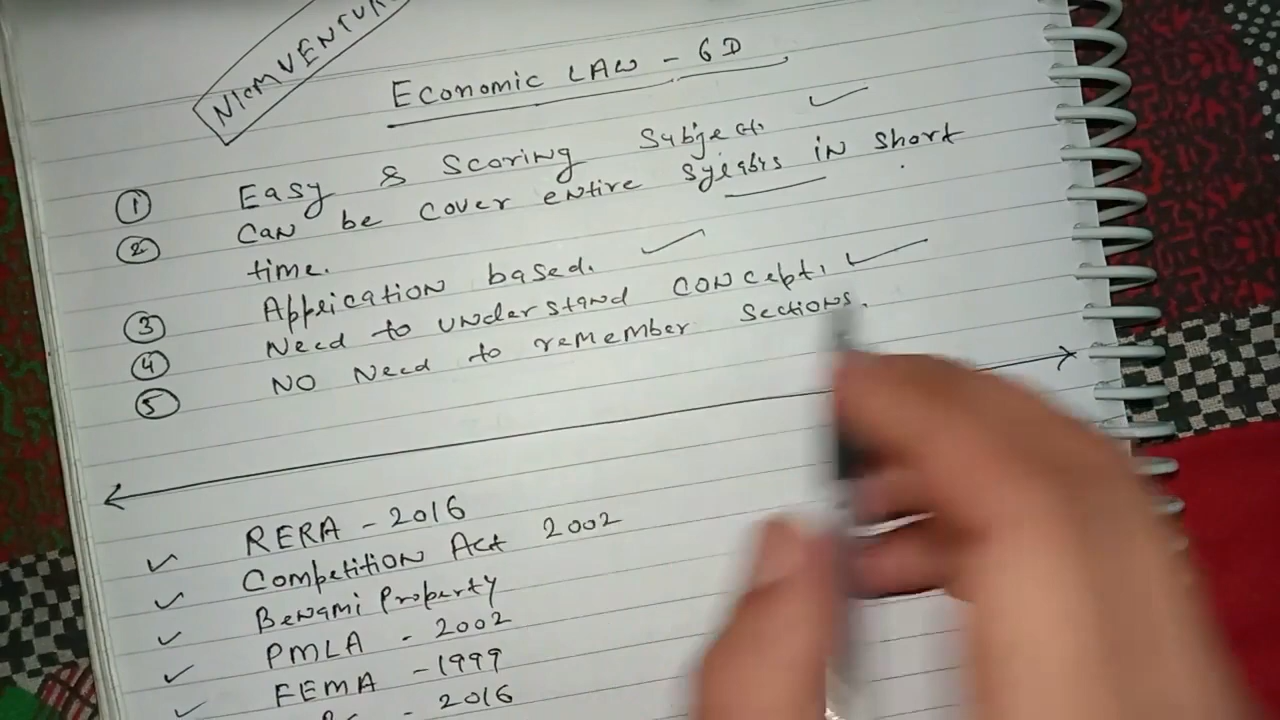 Economic LAW - 6D
① Easy & Scoring Subject.
② Can be cover entire sylabus in short
time.
③ Application based.
④ Need to understand concept.
⑤ No Need to remember sections.
RERA - 2016
Competition Act 2002
Benami Property
PMLA - 2002
FEMA - 1999
- 2016